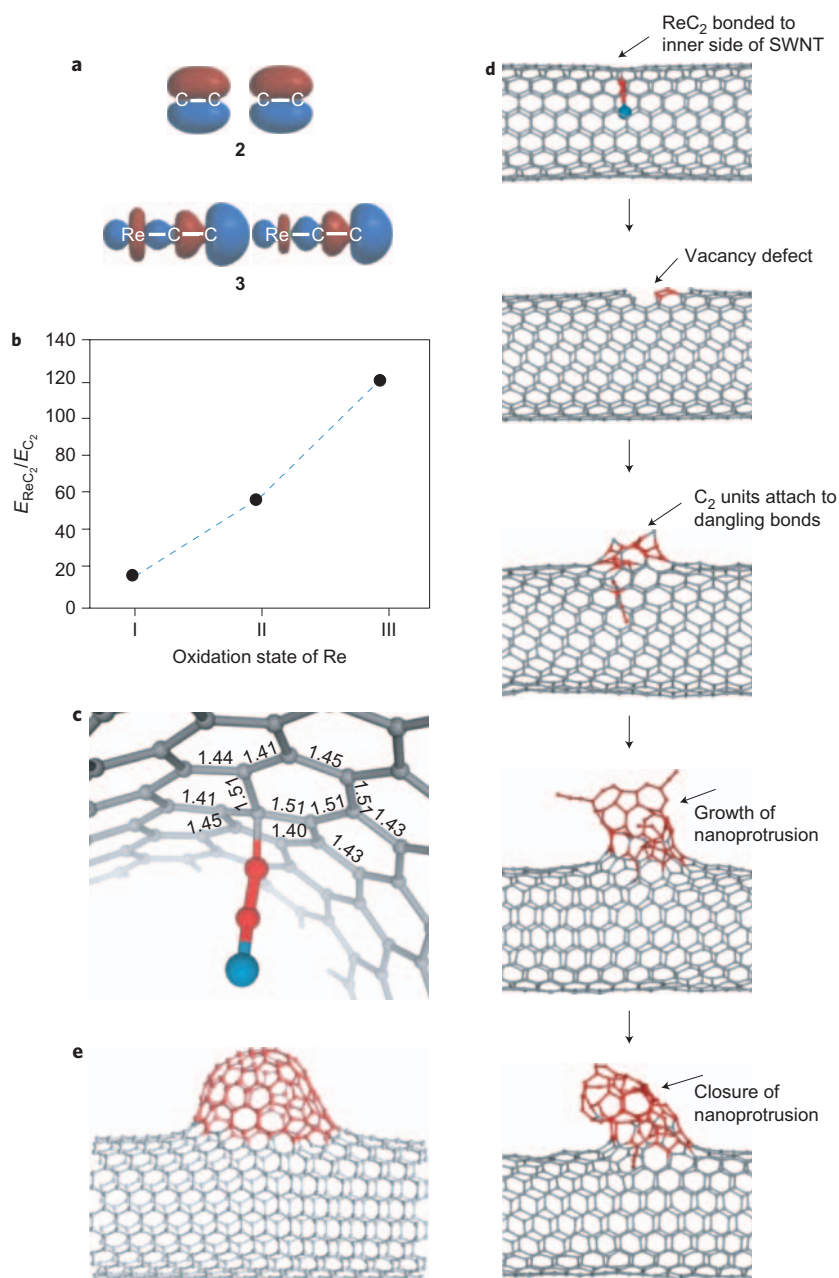 a
C–C C–C
2
Re–C–C Re–C–C
3
b
140
120
100
80
60
40
20
0
E_ReC2/E_C2
I II III
Oxidation state of Re
c
1.44 1.41 1.45
1.51 1.51
1.41 1.51 1.51 1.43
1.45 1.40 1.43
d
ReC2 bonded to
inner side of SWNT
Vacancy defect
C2 units attach to
dangling bonds
Growth of
nanoprotrusion
Closure of
nanoprotrusion
e